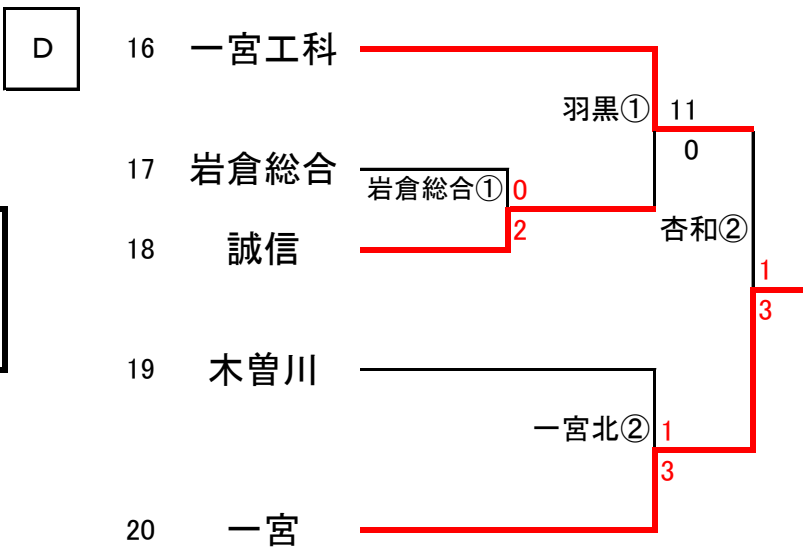 D
16 一宮工科
羽黒① 11
0
17 岩倉総合
岩倉総合① 0
2
18 誠信
杏和②
1
3
19 木曽川
一宮北② 1
3
20 一宮